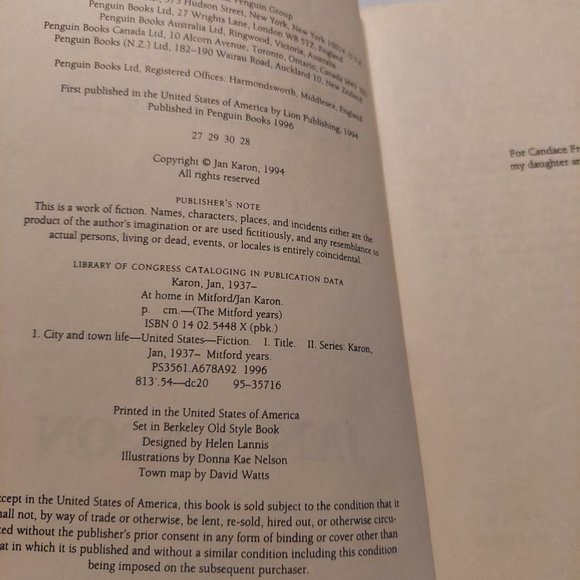 Penguin Group
375 Hudson Street, New York, New York 10014, U.S.A.
Penguin Books Ltd, 27 Wrights Lane, London W8 5TZ, England
Penguin Books Australia Ltd, Ringwood, Victoria, Australia
Penguin Books Canada Ltd, 10 Alcorn Avenue, Toronto, Ontario, Canada M4V 3B2
Penguin Books (N.Z.) Ltd, 182–190 Wairau Road, Auckland 10, New Zealand
Penguin Books Ltd, Registered Offices: Harmondsworth, Middlesex, England
First published in the United States of America by Lion Publishing, 1994
Published in Penguin Books 1996
27 29 30 28
Copyright © Jan Karon, 1994
All rights reserved
PUBLISHER'S NOTE
This is a work of fiction. Names, characters, places, and incidents either are the
product of the author's imagination or are used fictitiously, and any resemblance to
actual persons, living or dead, events, or locales is entirely coincidental.
LIBRARY OF CONGRESS CATALOGING IN PUBLICATION DATA
Karon, Jan, 1937–
At home in Mitford/Jan Karon.
p. cm.—(The Mitford years)
ISBN 0 14 02.5448 X (pbk.)
1. City and town life—United States—Fiction. I. Title. II. Series: Karon,
Jan, 1937– Mitford years.
PS3561.A678A92 1996
813'.54—dc20 95–35716
Printed in the United States of America
Set in Berkeley Old Style Book
Designed by Helen Lannis
Illustrations by Donna Kae Nelson
Town map by David Watts
cept in the United States of America, this book is sold subject to the condition that it
all not, by way of trade or otherwise, be lent, re-sold, hired out, or otherwise circu-
ted without the publisher's prior consent in any form of binding or cover other than
at in which it is published and without a similar condition including this condition
being imposed on the subsequent purchaser.
For Candace Fr
my daughter an